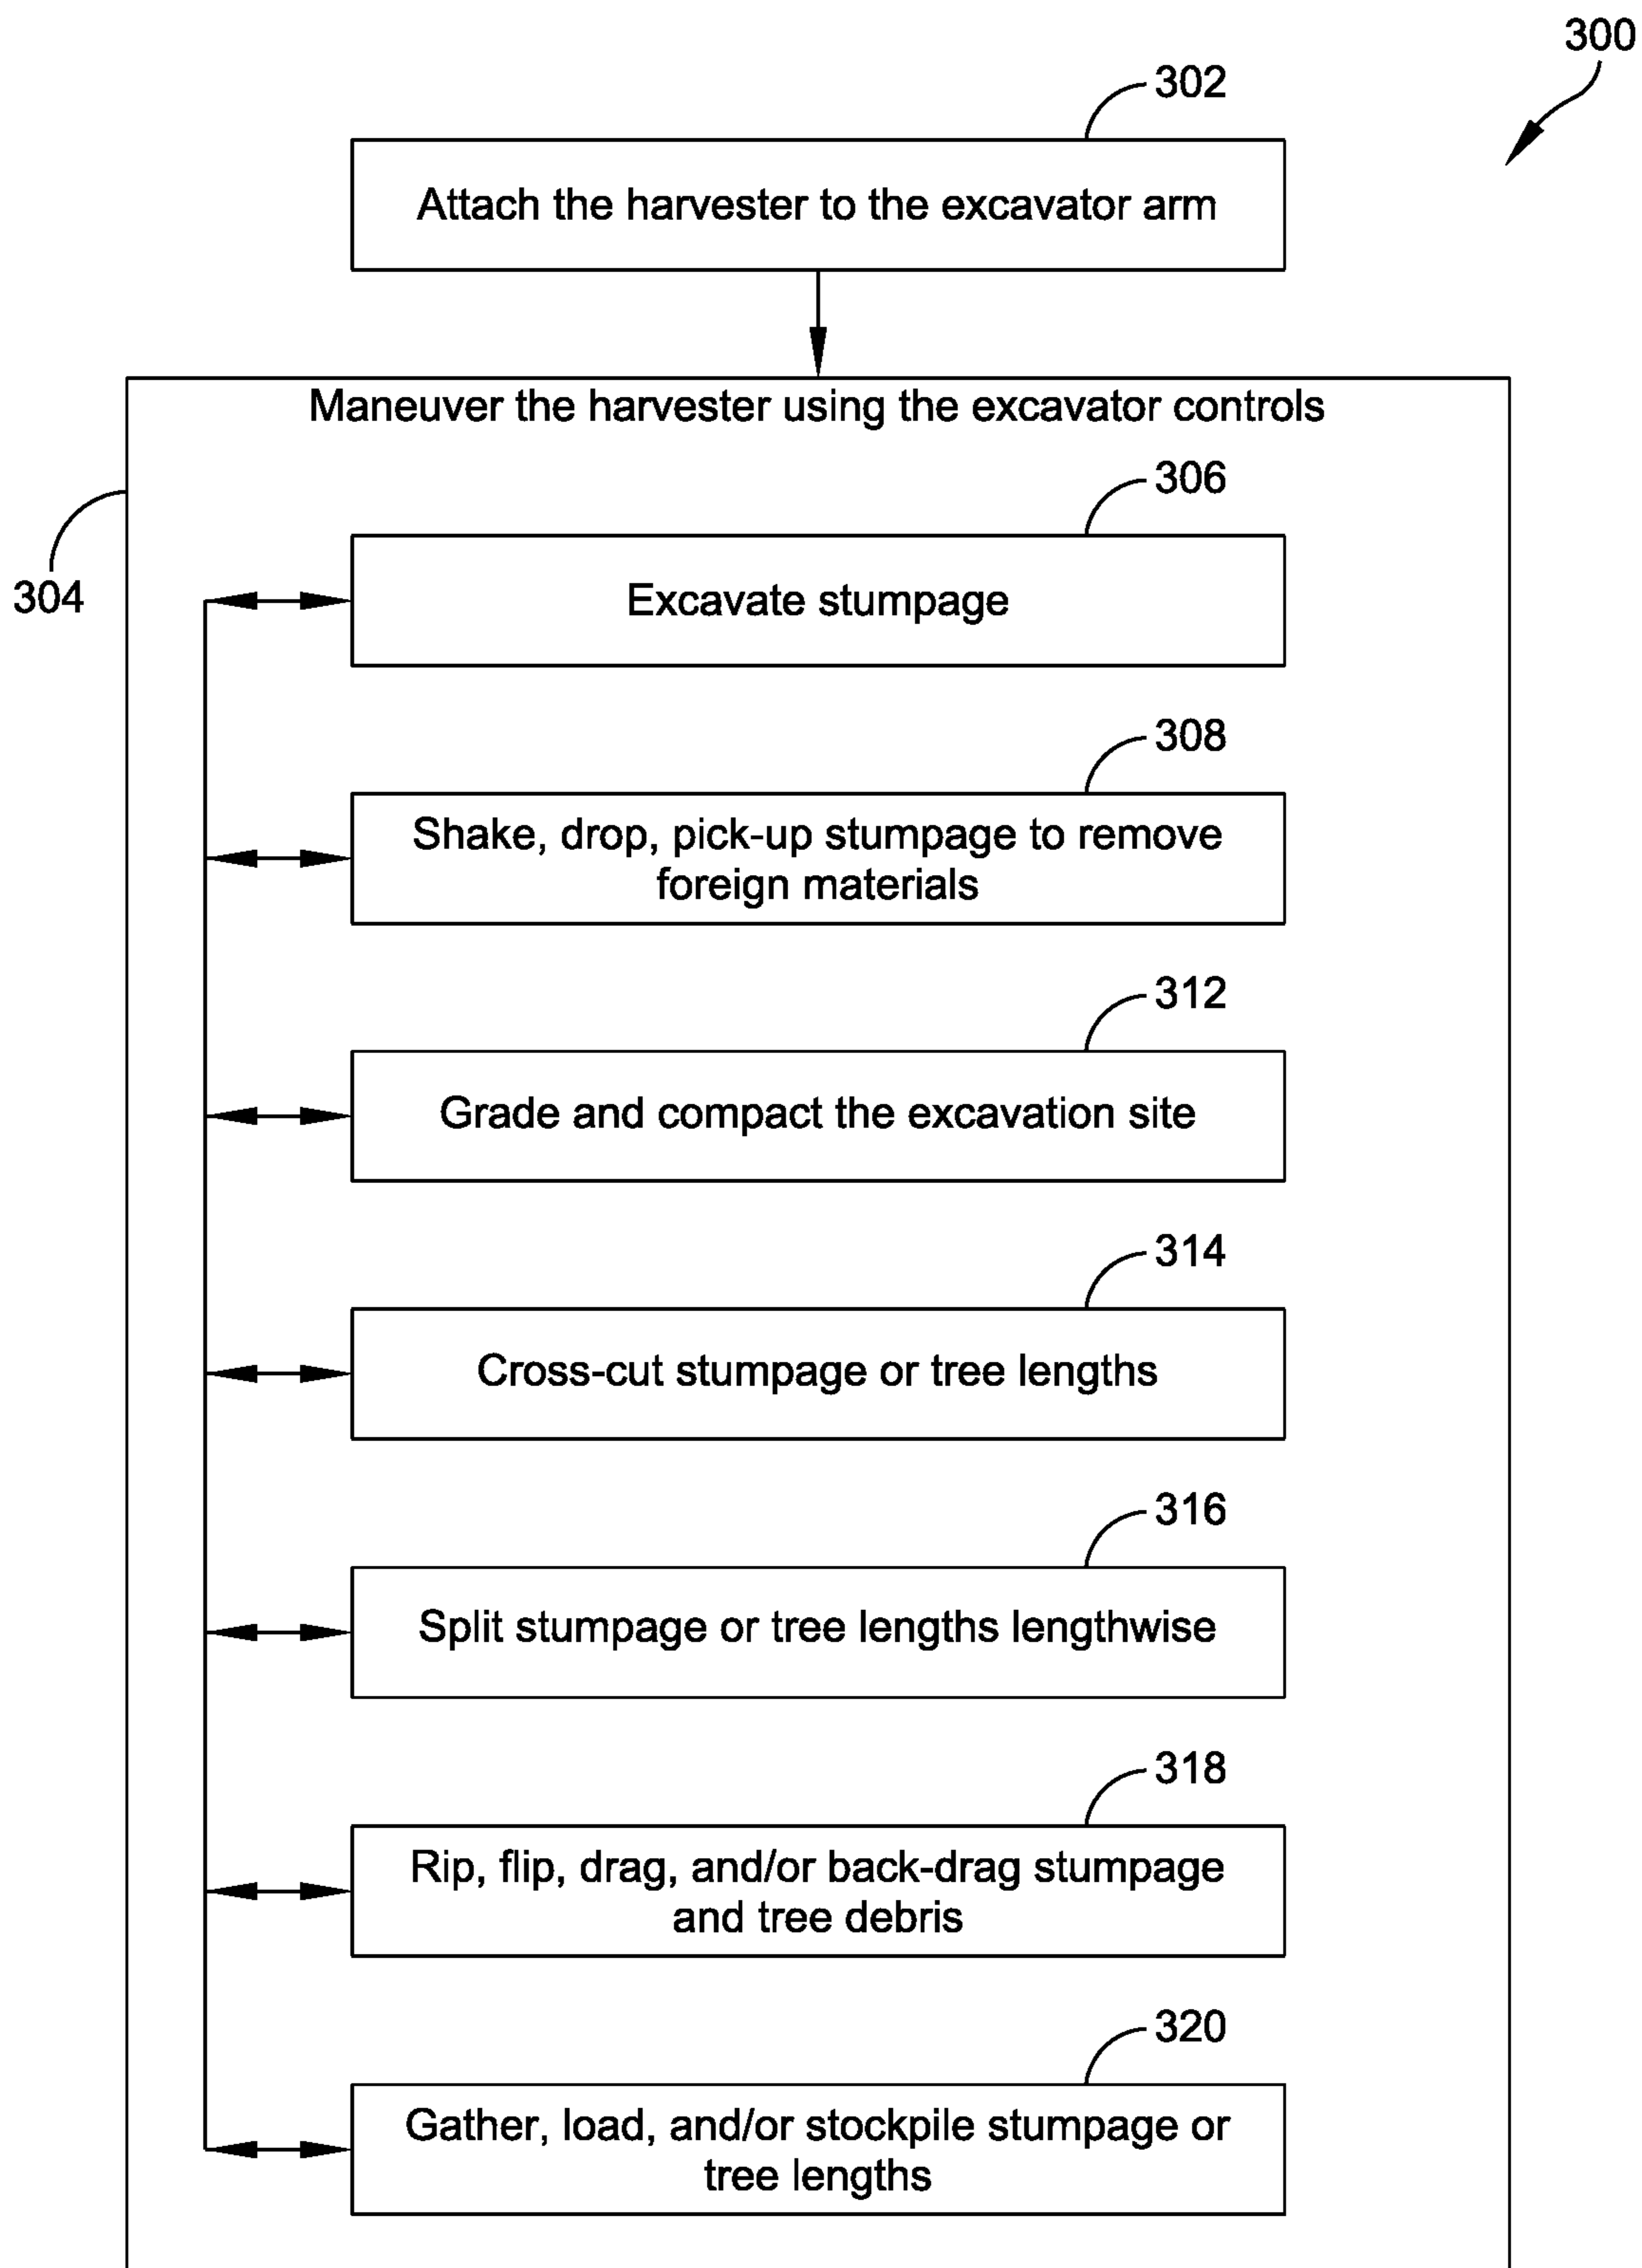 300
302
Attach the harvester to the excavator arm
Maneuver the harvester using the excavator controls
304
306
Excavate stumpage
308
Shake, drop, pick-up stumpage to remove
foreign materials
312
Grade and compact the excavation site
314
Cross-cut stumpage or tree lengths
316
Split stumpage or tree lengths lengthwise
318
Rip, flip, drag, and/or back-drag stumpage
and tree debris
320
Gather, load, and/or stockpile stumpage or
tree lengths